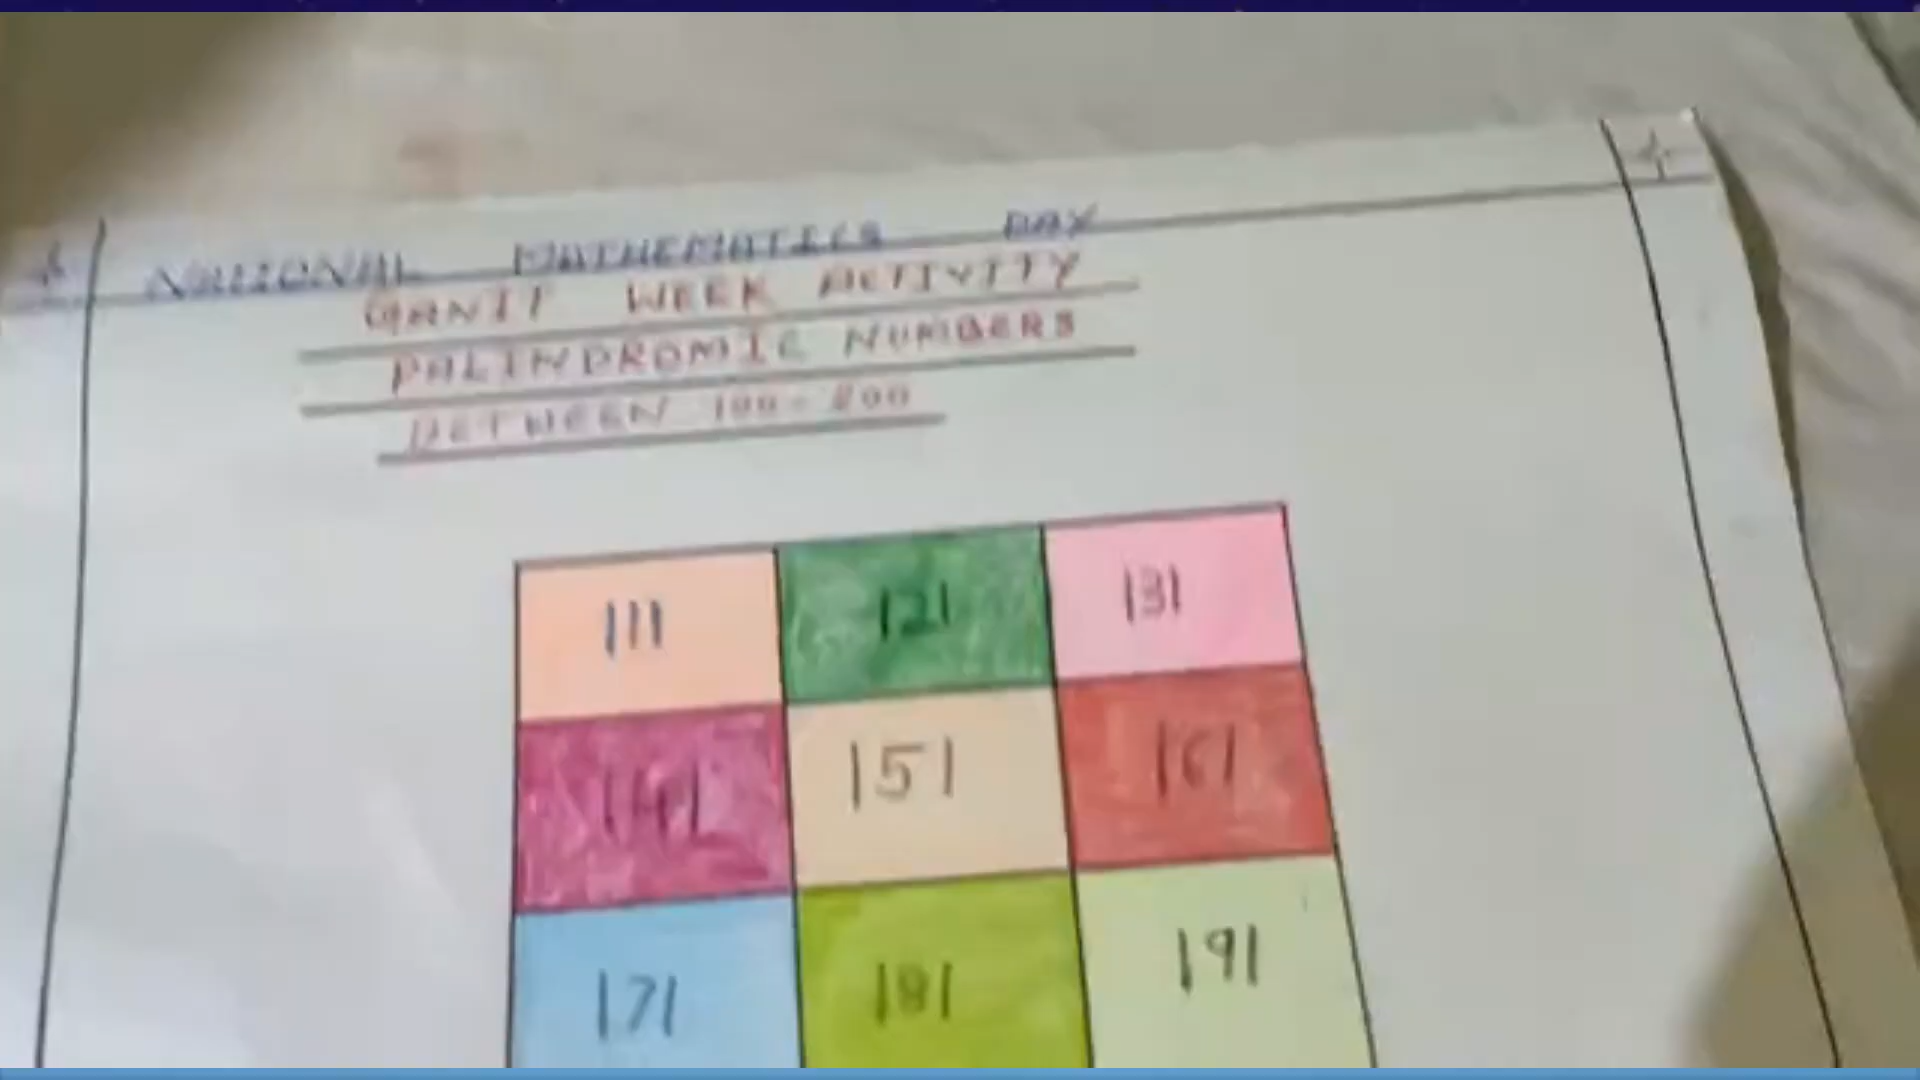 NATIONAL MATHEMATICS DAY
GANIT WEEK ACTIVITY
PALINDROMIC NUMBERS
BETWEEN 100 - 200
111 121 131
141 151 161
171 181 191